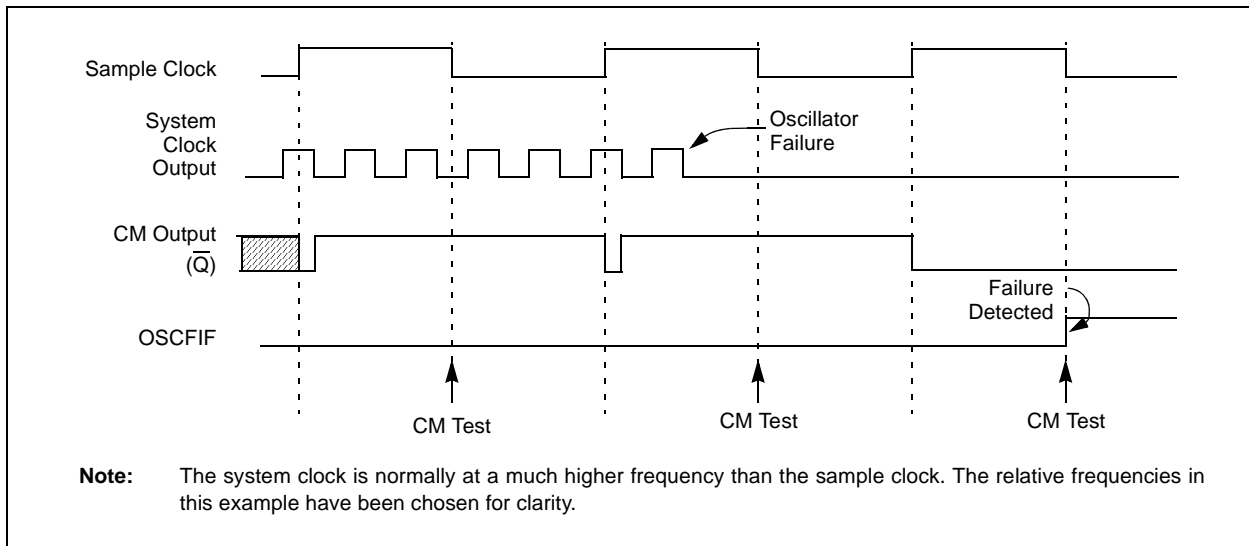 Sample Clock
System
Clock
Output
Oscillator
Failure
CM Output
(Q̅)
Failure
Detected
OSCFIF
CM Test
CM Test
CM Test
Note: The system clock is normally at a much higher frequency than the sample clock. The relative frequencies in
this example have been chosen for clarity.